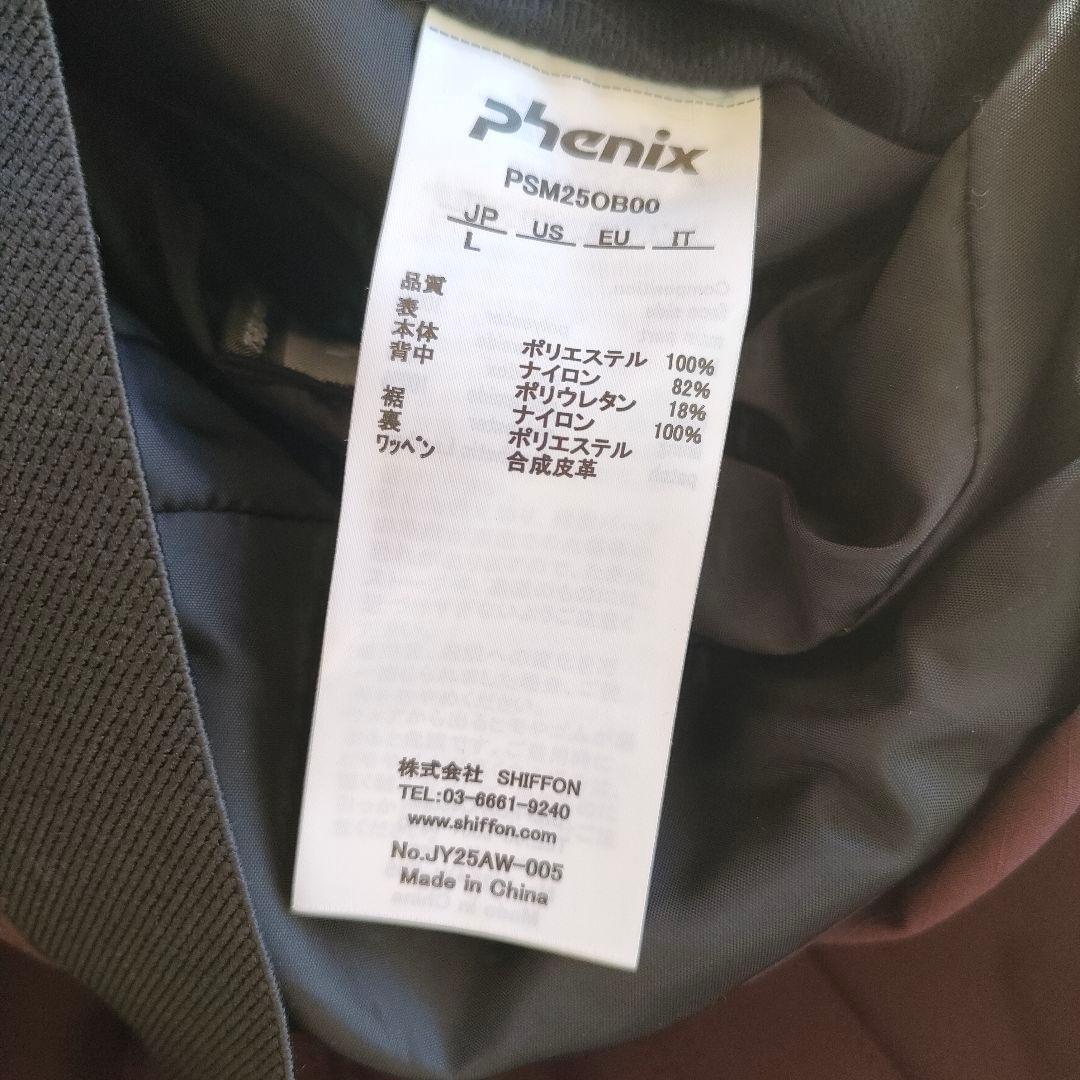 phenix
PSM25OB00
JP US EU IT
L
品質
表
本体 ポリエステル 100%
背中 ナイロン 82%
ポリウレタン 18%
裾 ナイロン 100%
裏 ポリエステル
ワッペン 合成皮革
株式会社 SHIFFON
TEL:03-6661-9240
www.shiffon.com
No.JY25AW-005
Made in China